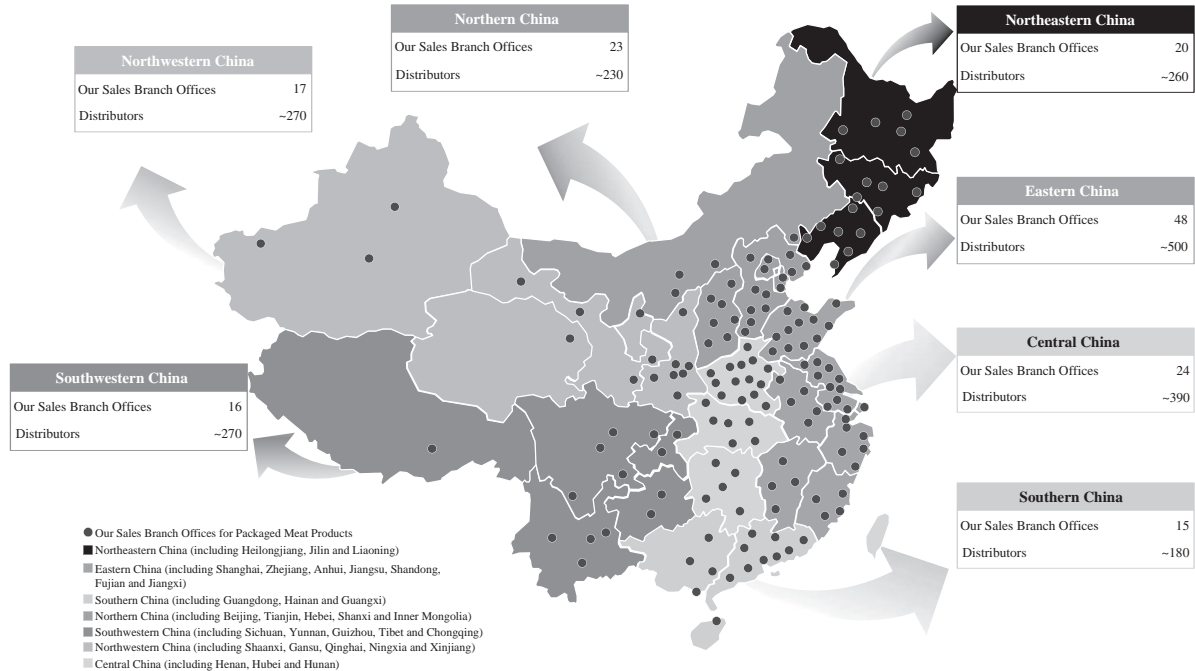 Northern China
Our Sales Branch Offices 23
Distributors ~230
Northeastern China
Our Sales Branch Offices 20
Distributors ~260
Northwestern China
Our Sales Branch Offices 17
Distributors ~270
Eastern China
Our Sales Branch Offices 48
Distributors ~500
Central China
Our Sales Branch Offices 24
Distributors ~390
Southwestern China
Our Sales Branch Offices 16
Distributors ~270
Southern China
Our Sales Branch Offices 15
Distributors ~180
Our Sales Branch Offices for Packaged Meat Products
Northeastern China (including Heilongjiang, Jilin and Liaoning)
Eastern China (including Shanghai, Zhejiang, Anhui, Jiangsu, Shandong,
Fujian and Jiangxi)
Southern China (including Guangdong, Hainan and Guangxi)
Northern China (including Beijing, Tianjin, Hebei, Shanxi and Inner Mongolia)
Southwestern China (including Sichuan, Yunnan, Guizhou, Tibet and Chongqing)
Northwestern China (including Shaanxi, Gansu, Qinghai, Ningxia and Xinjiang)
Central China (including Henan, Hubei and Hunan)